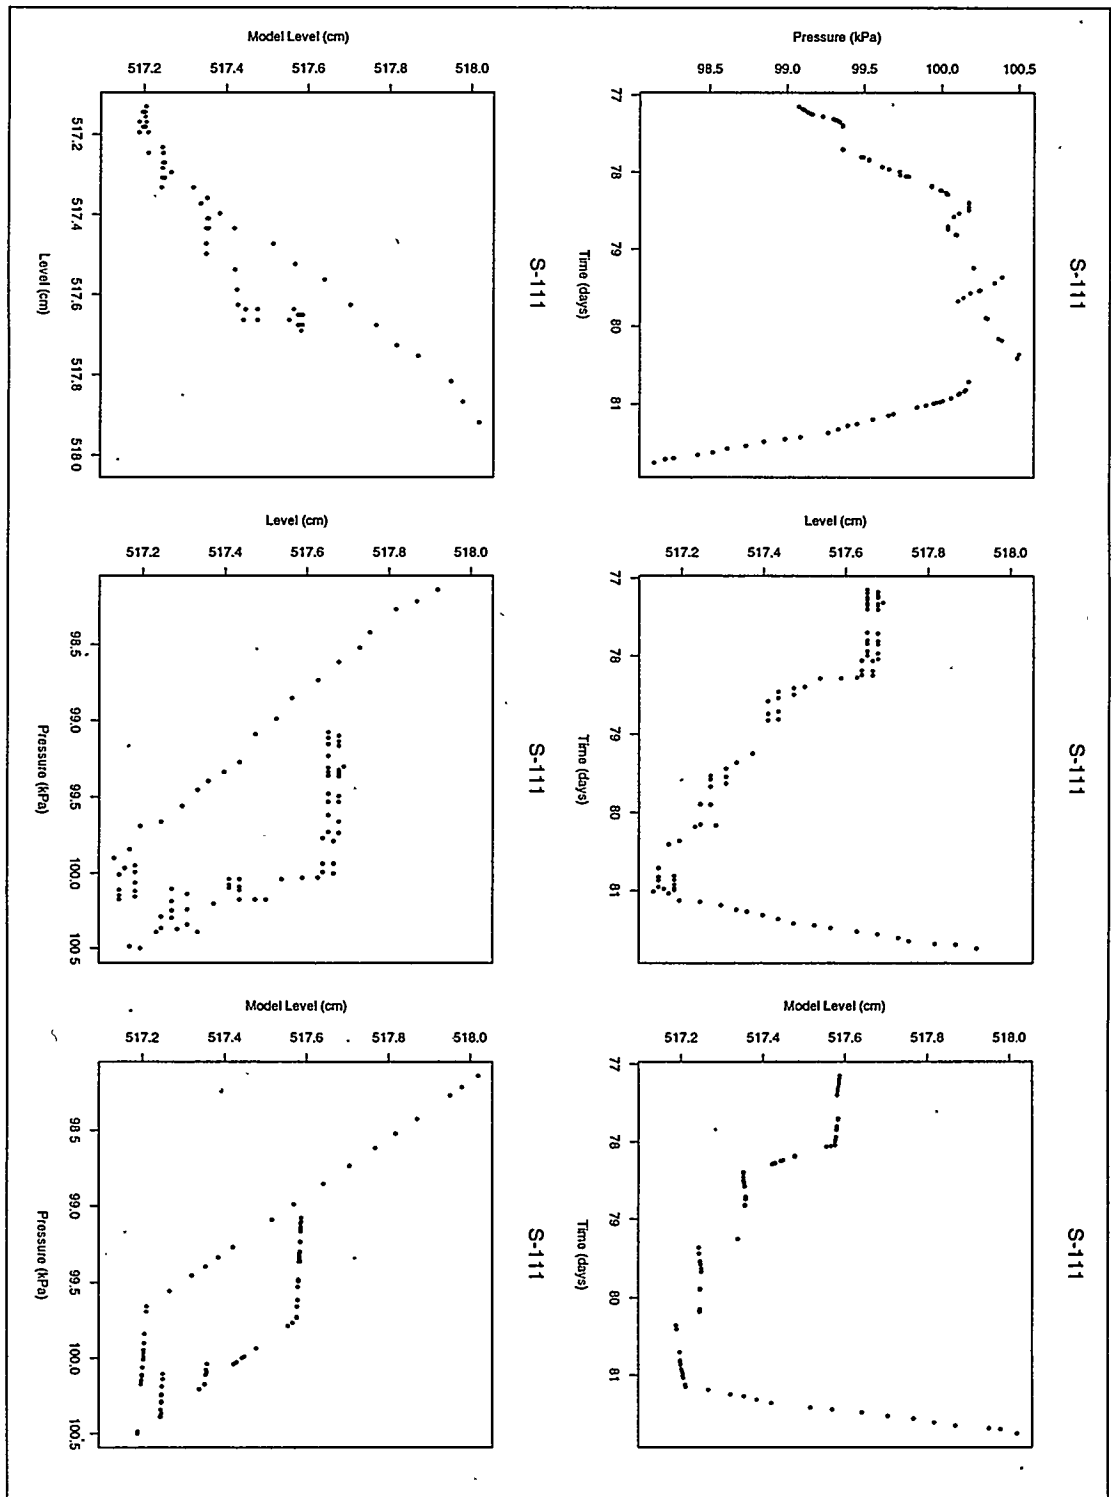 S-111
Pressure (kPa)
98.5 99.0 99.5 100.0 100.5
77 78 79 80 81
Time (days)
S-111
Level (cm)
517.2 517.4 517.6 517.8 518.0
77 78 79 80 81
Time (days)
S-111
Model Level (cm)
517.2 517.4 517.6 517.8 518.0
77 78 79 80 81
Time (days)
S-111
Model Level (cm)
517.2 517.4 517.6 517.8 518.0
517.2 517.4 517.6 517.8 518.0
Level (cm)
S-111
Level (cm)
517.2 517.4 517.6 517.8 518.0
98.5 99.0 99.5 100.0 100.5
Pressure (kPa)
S-111
Model Level (cm)
517.2 517.4 517.6 517.8 518.0
98.5 99.0 99.5 100.0 100.5
Pressure (kPa)